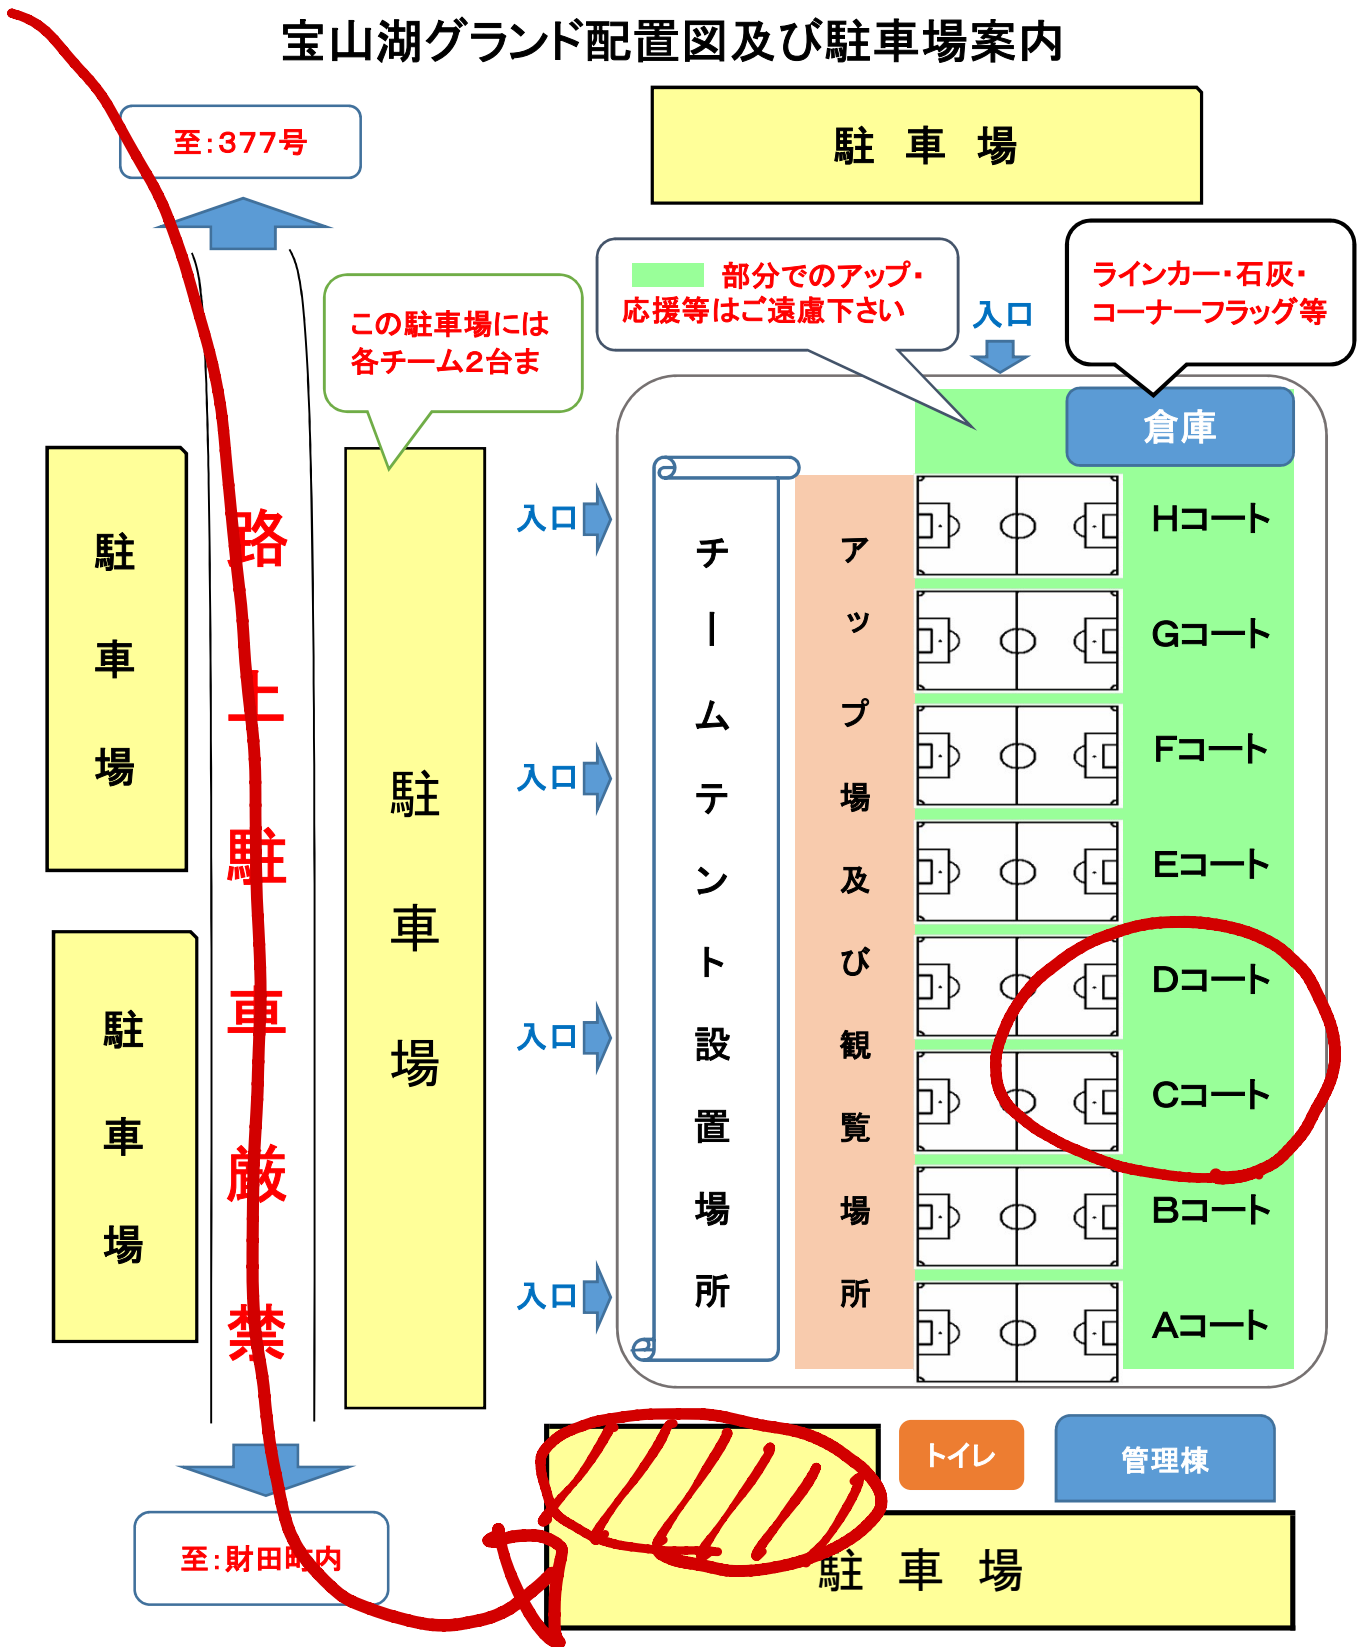 宝山湖グランド配置図及び駐車場案内
至：３７７号
駐 車 場
部分でのアップ・
応援等はご遠慮下さい
ラインカー・石灰・
コーナーフラッグ等
この駐車場には
各チーム２台ま
入口
倉庫
駐車場
駐車場
路上駐車厳禁
駐車場
入口
入口
入口
入口
チームテント設置場所
アップ場及び観覧場所
Hコート
Gコート
Fコート
Eコート
Dコート
Cコート
Bコート
Aコート
トイレ
管理棟
至：財田町内
駐 車 場